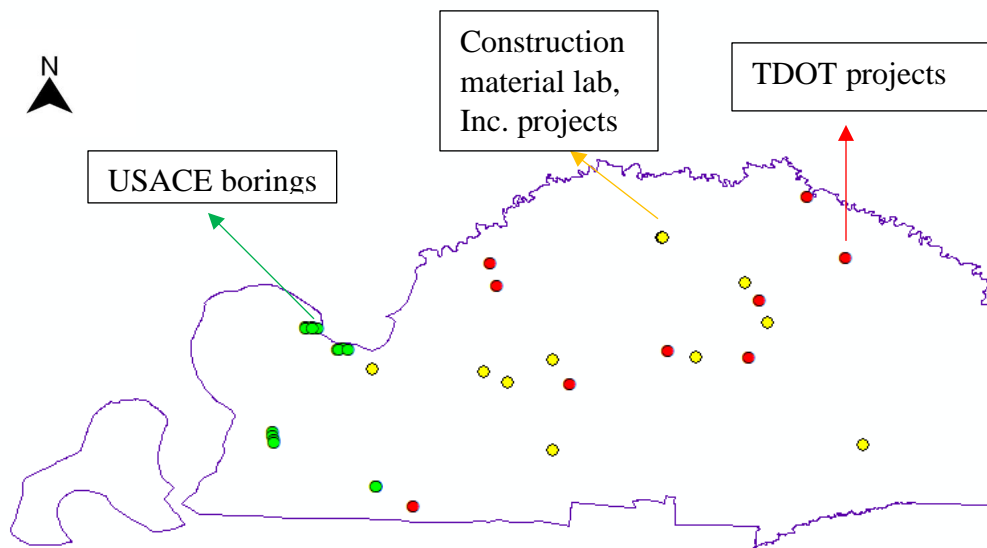 N
Construction
material lab,
Inc. projects
TDOT projects
USACE borings